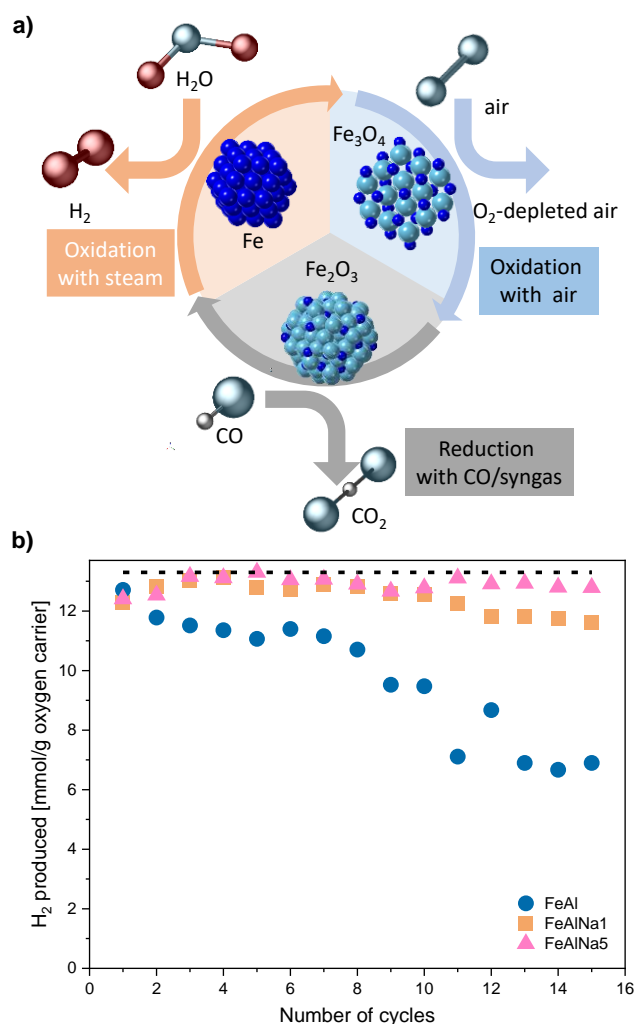 a)
H₂O
air
Fe₃O₄
H₂
Fe
O₂-depleted air
Fe₂O₃
Oxidation
with steam
Oxidation
with air
CO
Reduction
with CO/syngas
CO₂
b)
12
10
8
6
4
2
0
H₂ produced [mmol/g oxygen carrier]
FeAl
FeAlNa1
FeAlNa5
0 2 4 6 8 10 12 14 16
Number of cycles